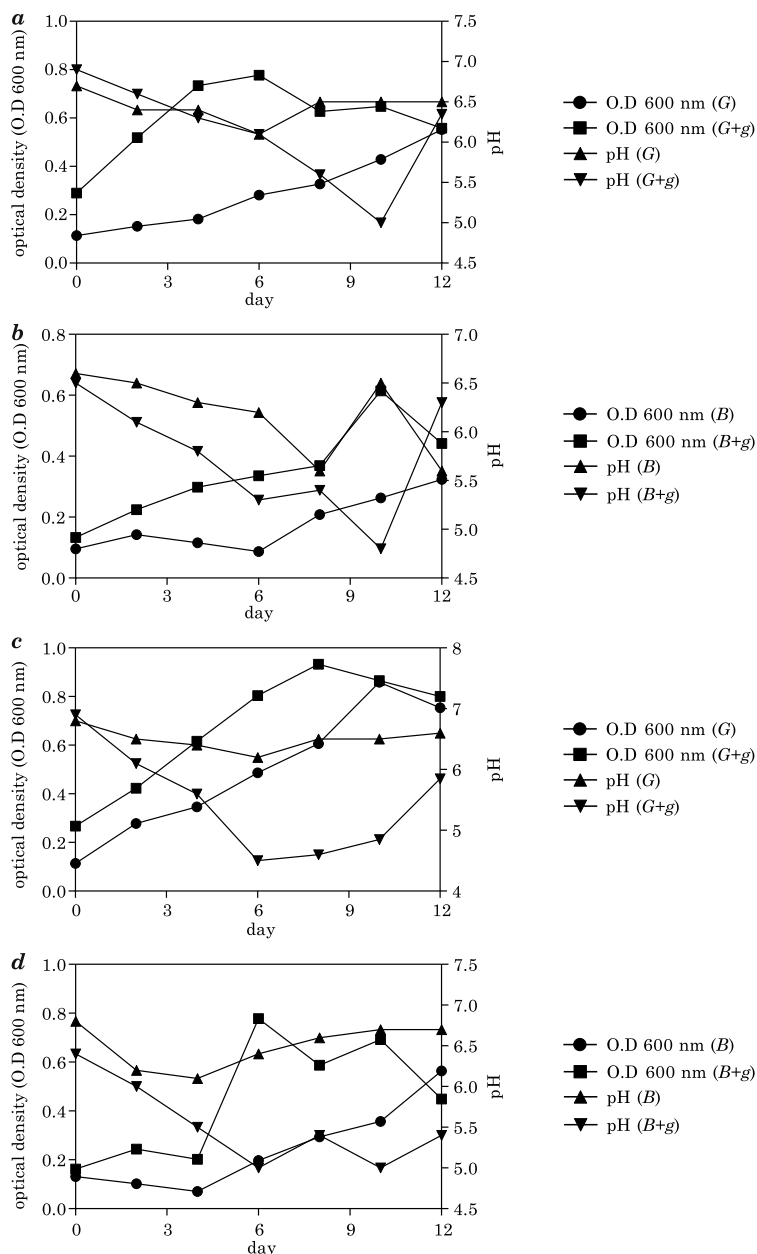 a
1.0
0.8
0.6
0.4
0.2
0.0
optical density (O.D 600 nm)
7.5
7.0
6.5
6.0
5.5
5.0
4.5
pH
0 3 6 9 12
day
O.D 600 nm (G)
O.D 600 nm (G+g)
pH (G)
pH (G+g)
b
0.8
0.6
0.4
0.2
0.0
optical density (O.D 600 nm)
7.0
6.5
6.0
5.5
5.0
4.5
pH
0 3 6 9 12
day
O.D 600 nm (B)
O.D 600 nm (B+g)
pH (B)
pH (B+g)
c
1.0
0.8
0.6
0.4
0.2
0.0
optical density (O.D 600 nm)
8
7
6
5
4
pH
0 3 6 9 12
day
O.D 600 nm (G)
O.D 600 nm (G+g)
pH (G)
pH (G+g)
d
1.0
0.8
0.6
0.4
0.2
0.0
optical density (O.D 600 nm)
7.5
7.0
6.5
6.0
5.5
5.0
4.5
pH
0 3 6 9 12
day
O.D 600 nm (B)
O.D 600 nm (B+g)
pH (B)
pH (B+g)